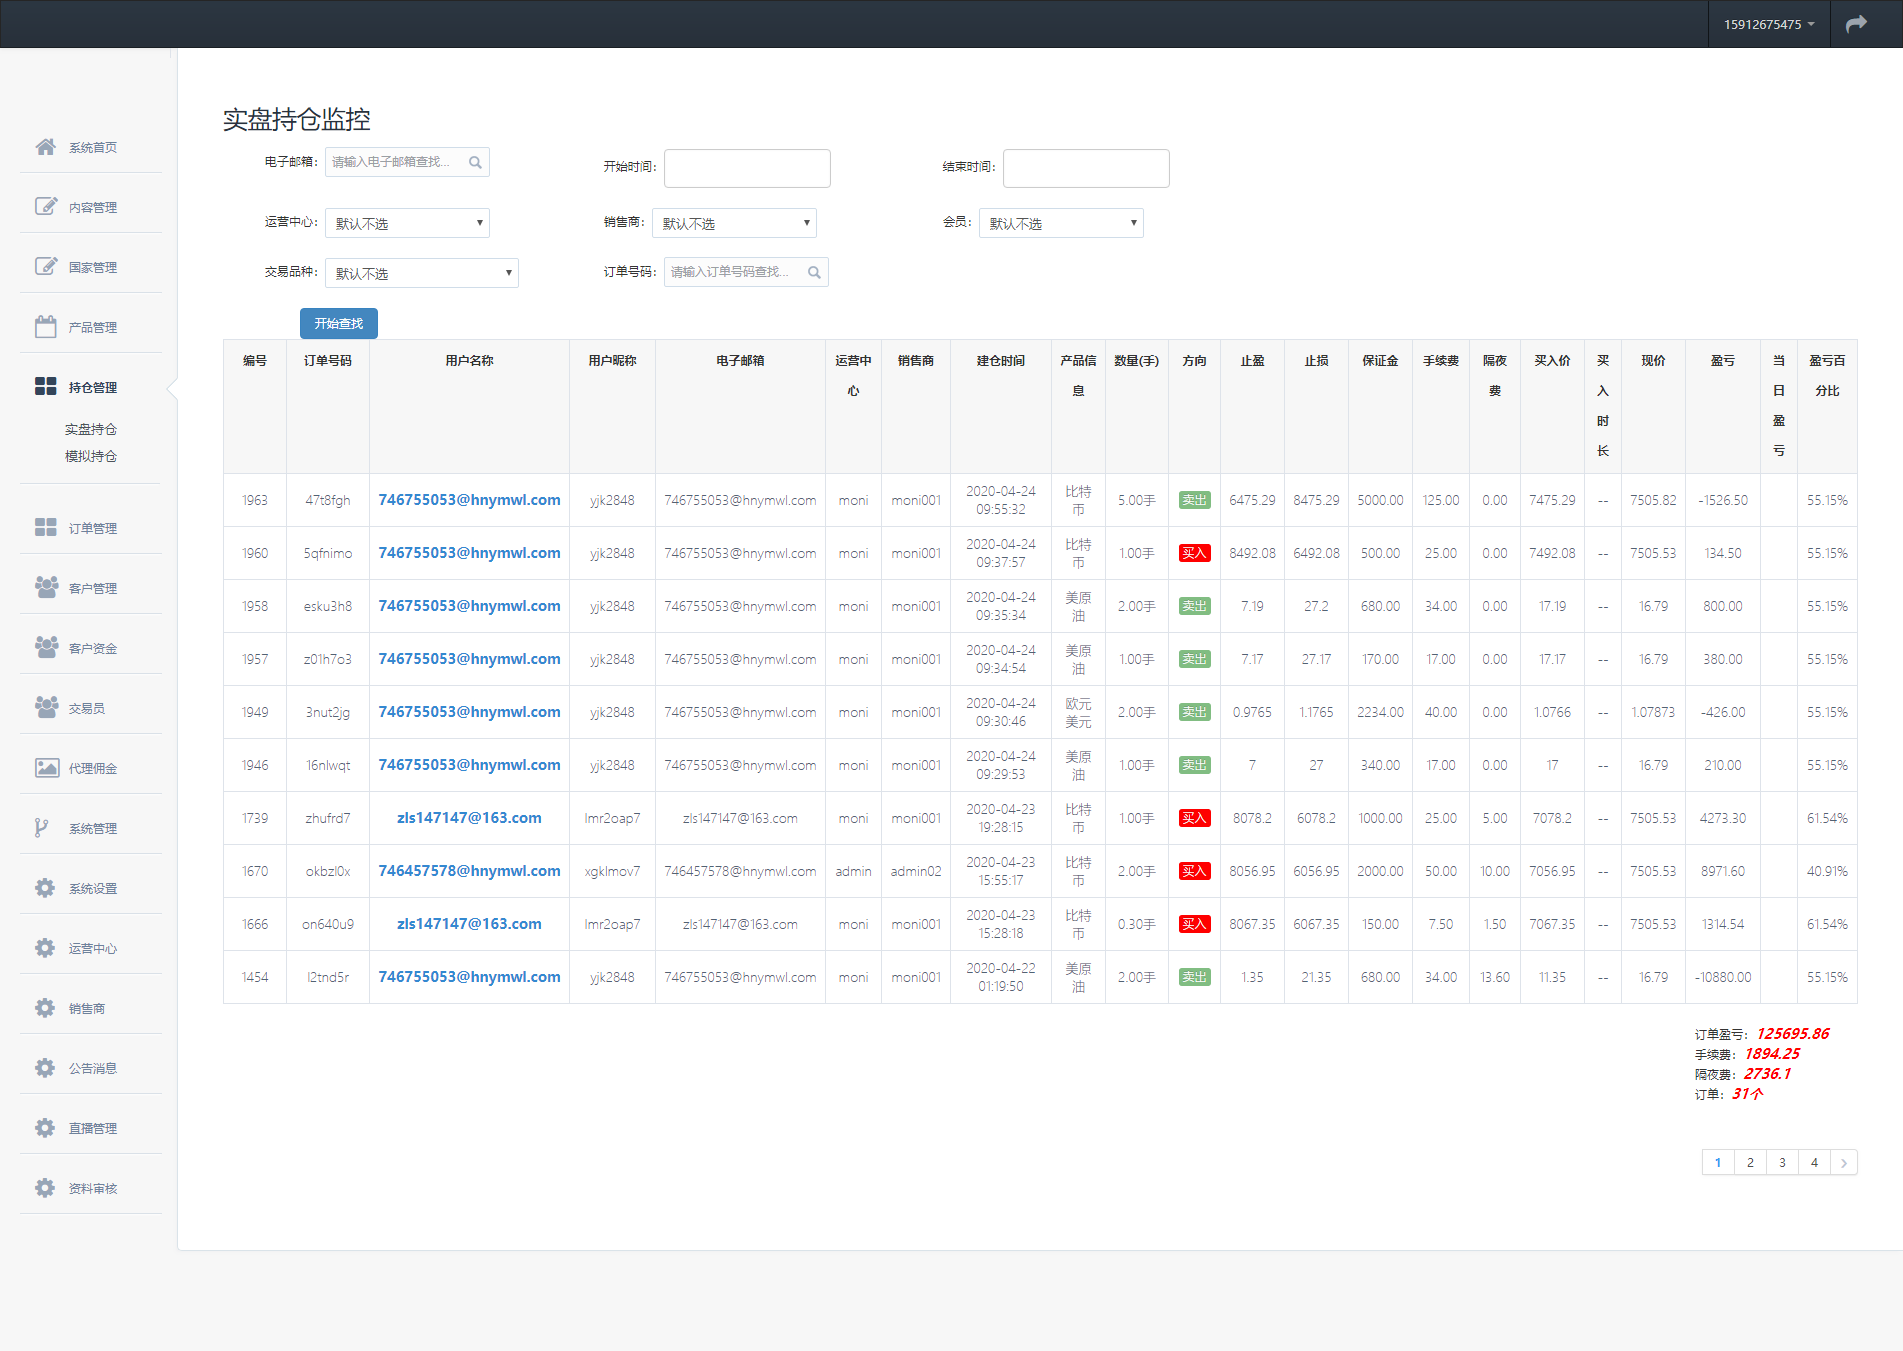 15912675475
系统首页
内容管理
国家管理
产品管理
持仓管理
实盘持仓
模拟持仓
订单管理
客户管理
客户资金
交易员
代理佣金
系统管理
系统设置
运营中心
销售商
公告消息
直播管理
资料审核
实盘持仓监控
电子邮箱: 请输入电子邮箱查找... 开始时间: 结束时间:
运营中心: 默认不选 销售商: 默认不选 会员: 默认不选
交易品种: 默认不选 订单号码: 请输入订单号码查找...
开始查找
编号 订单号码 用户名称 用户昵称 电子邮箱 运营中心 销售商 建仓时间 产品信息 数量(手) 方向 止盈 止损 保证金 手续费 隔夜费 买入价 买入时长 现价 盈亏 当日盈亏 盈亏百分比
1963 47t8fgh 746755053@hnymwl.com yjk2848 746755053@hnymwl.com moni moni001 2020-04-24 09:55:32 比特币 5.00手 卖出 6475.29 8475.29 5000.00 125.00 0.00 7475.29 -- 7505.82 -1526.50 55.15%
1960 5qfnimo 746755053@hnymwl.com yjk2848 746755053@hnymwl.com moni moni001 2020-04-24 09:37:57 比特币 1.00手 买入 8492.08 6492.08 500.00 25.00 0.00 7492.08 -- 7505.53 134.50 55.15%
1958 esku3h8 746755053@hnymwl.com yjk2848 746755053@hnymwl.com moni moni001 2020-04-24 09:35:34 美原油 2.00手 卖出 7.19 27.2 680.00 34.00 0.00 17.19 -- 16.79 800.00 55.15%
1957 z01h7o3 746755053@hnymwl.com yjk2848 746755053@hnymwl.com moni moni001 2020-04-24 09:34:54 美原油 1.00手 卖出 7.17 27.17 170.00 17.00 0.00 17.17 -- 16.79 380.00 55.15%
1949 3nut2jg 746755053@hnymwl.com yjk2848 746755053@hnymwl.com moni moni001 2020-04-24 09:30:46 欧元美元 2.00手 卖出 0.9765 1.1765 2234.00 40.00 0.00 1.0766 -- 1.07873 -426.00 55.15%
1946 16nlwqt 746755053@hnymwl.com yjk2848 746755053@hnymwl.com moni moni001 2020-04-24 09:29:53 美原油 1.00手 卖出 7 27 340.00 17.00 0.00 17 -- 16.79 210.00 55.15%
1739 zhufrd7 zls147147@163.com lmr2oap7 zls147147@163.com moni moni001 2020-04-23 19:28:15 比特币 1.00手 买入 8078.2 6078.2 1000.00 25.00 5.00 7078.2 -- 7505.53 4273.30 61.54%
1670 okbzl0x 746457578@hnymwl.com xgklmov7 746457578@hnymwl.com admin admin02 2020-04-23 15:55:17 比特币 2.00手 买入 8056.95 6056.95 2000.00 50.00 10.00 7056.95 -- 7505.53 8971.60 40.91%
1666 on640u9 zls147147@163.com lmr2oap7 zls147147@163.com moni moni001 2020-04-23 15:28:18 比特币 0.30手 买入 8067.35 6067.35 150.00 7.50 1.50 7067.35 -- 7505.53 1314.54 61.54%
1454 l2tnd5r 746755053@hnymwl.com yjk2848 746755053@hnymwl.com moni moni001 2020-04-22 01:19:50 美原油 2.00手 卖出 1.35 21.35 680.00 34.00 13.60 11.35 -- 16.79 -10880.00 55.15%
订单盈亏: 125695.86
手续费: 1894.25
隔夜费: 2736.1
订单: 31个
1 2 3 4